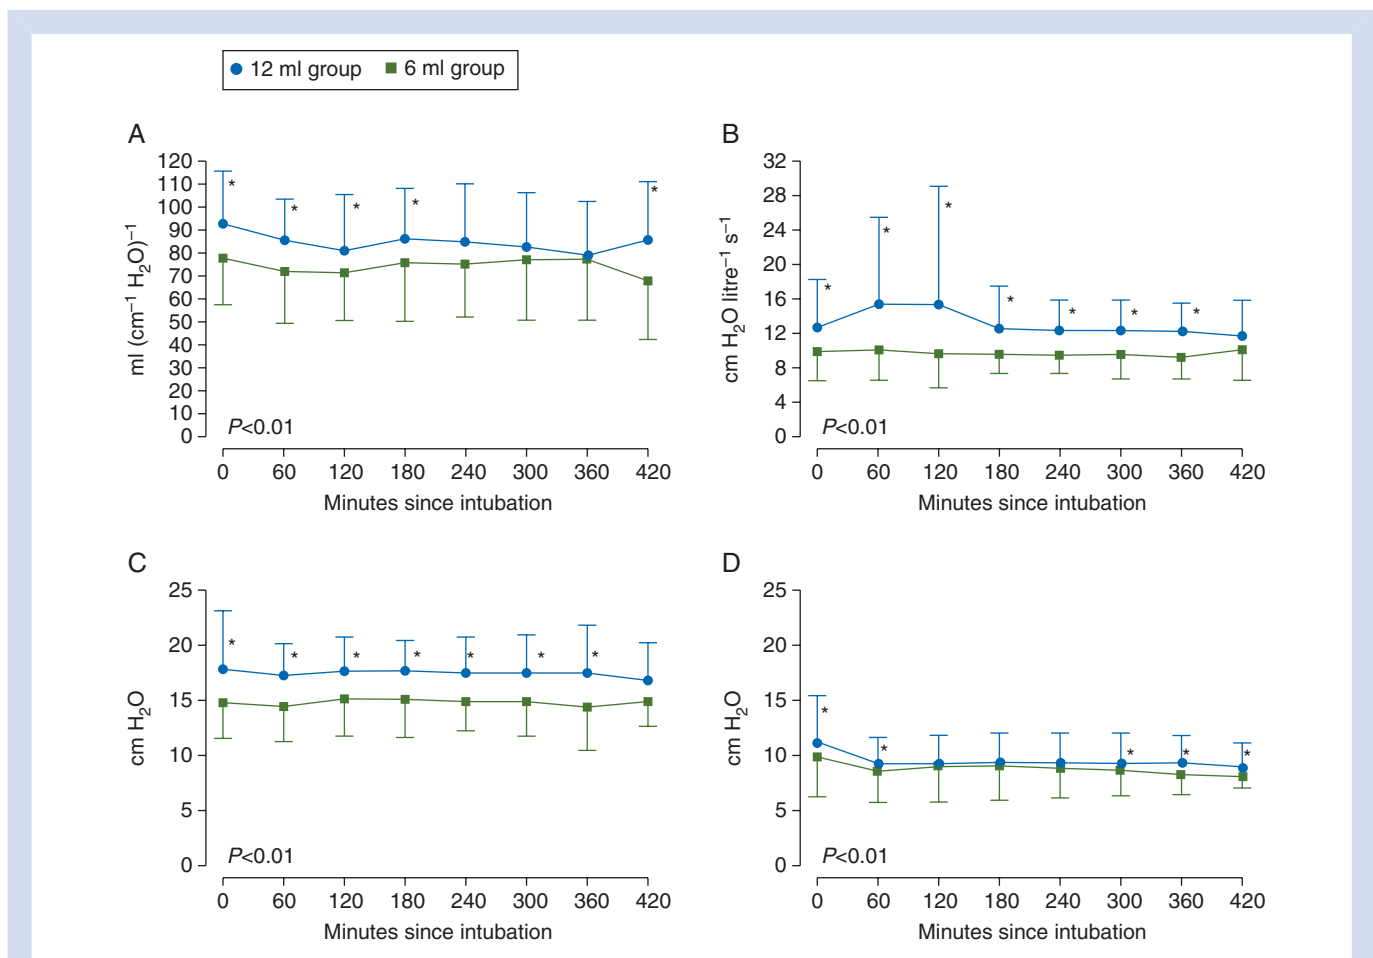 12 ml group 6 ml group
A
120
110
100
90
80
70
60
50
40
30
20
10
0
ml (cm⁻¹ H₂O)⁻¹
*
*
*
*
*
P<0.01
0 60 120 180 240 300 360 420
Minutes since intubation
B
32
28
24
20
16
12
8
4
0
cm H₂O litre⁻¹ s⁻¹
*
*
*
*
*
*
*
P<0.01
0 60 120 180 240 300 360 420
Minutes since intubation
C
25
20
15
10
5
0
cm H₂O
*
*
*
*
*
*
*
P<0.01
0 60 120 180 240 300 360 420
Minutes since intubation
D
25
20
15
10
5
0
cm H₂O
*
*
*
*
*
P<0.01
0 60 120 180 240 300 360 420
Minutes since intubation